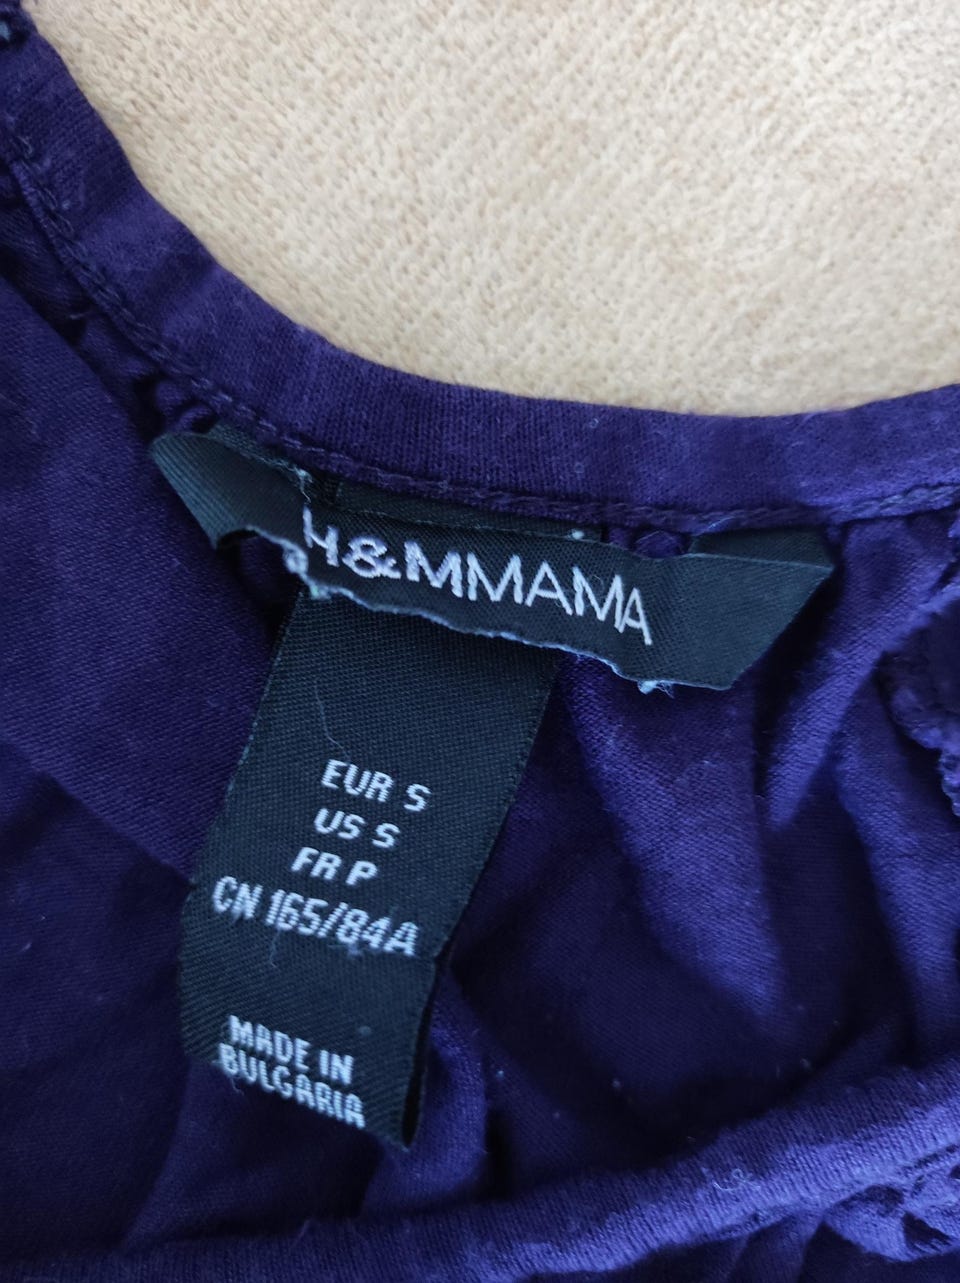 H&MMAMA
EUR S
US S
FR P
CN 165/84A
MADE IN
BULGARIA